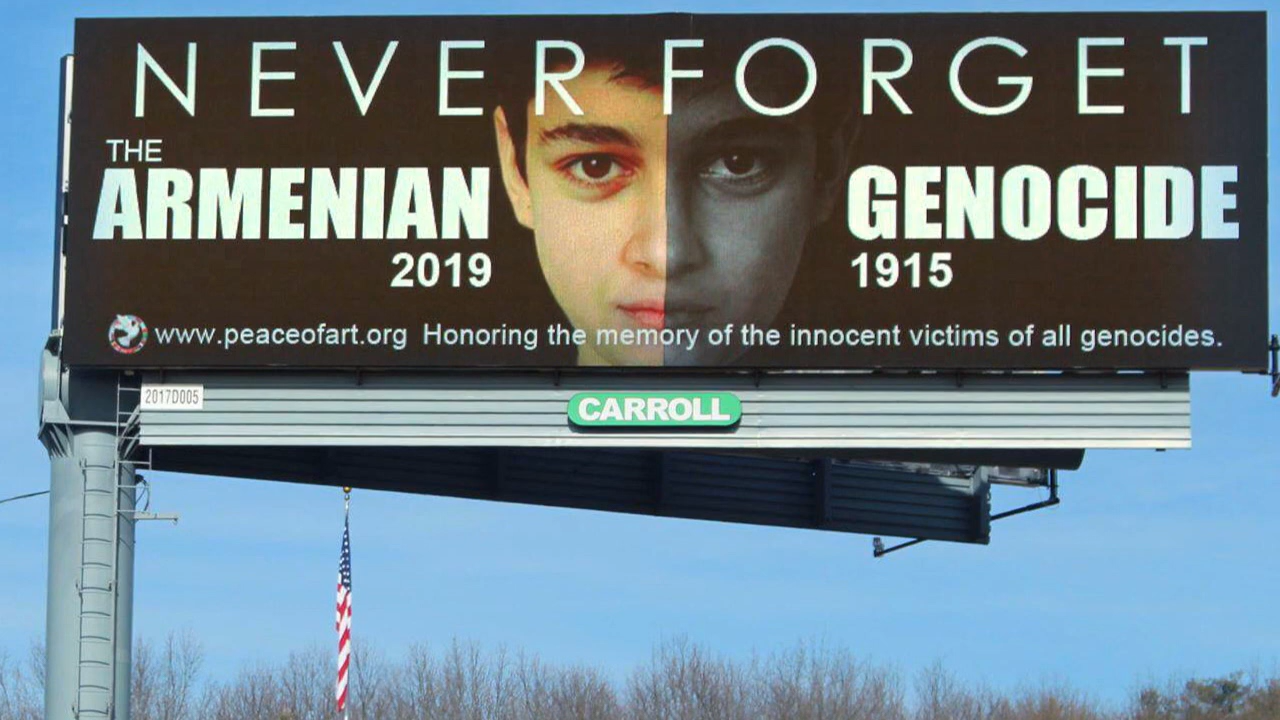 NEVER FORGET
THE
ARMENIAN GENOCIDE
2019 1915
www.peaceofart.org Honoring the memory of the innocent victims of all genocides.
2017D005
CARROLL